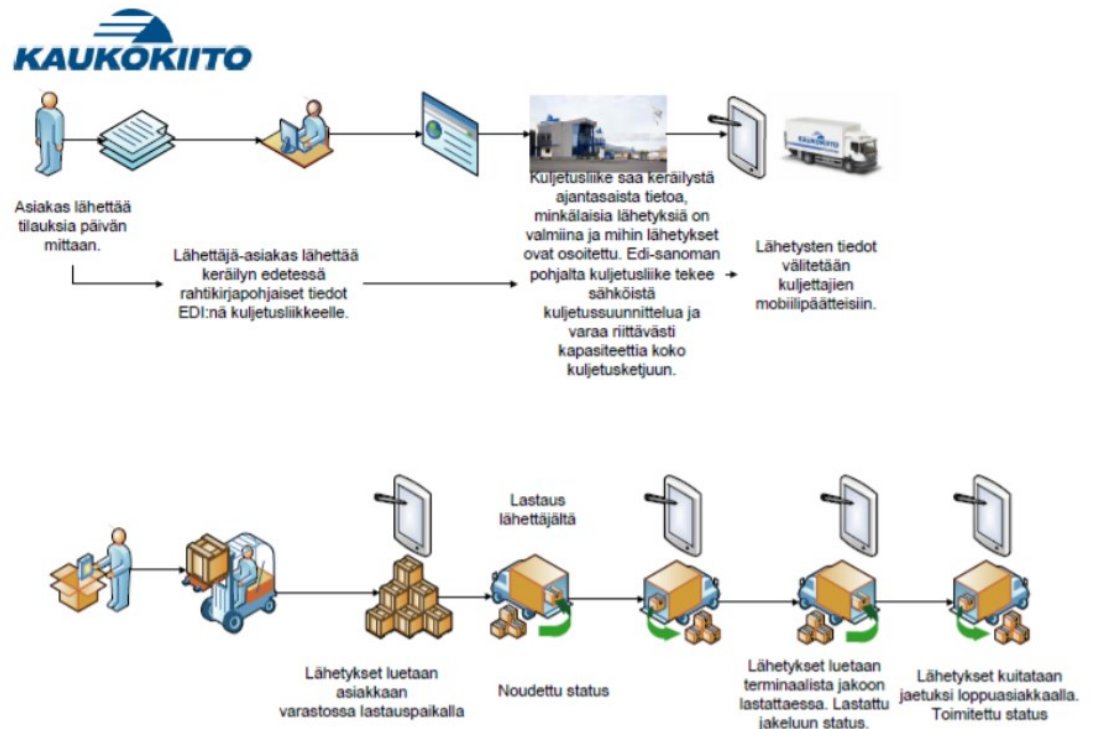 KAUKOKIITO
KAUKOKIITO
Asiakas lähettää
tilauksia päivän
mittaan.
Lähettäjä-asiakas lähettää
keräilyn edetessä
rahtikirjapohjaiset tiedot
EDI:nä kuljetusliikkeelle.
Kuljetusliike saa keräilystä
ajantasaista tietoa,
minkälaisia lähetyksiä on
valmiina ja mihin lähetykset
ovat osoitettu. Edi-sanoman
pohjalta kuljetusliike tekee
sähköistä
kuljetussuunnittelua ja
varaa riittävästi
kapasiteettia koko
kuljetusketjuun.
Lähetysten tiedot
välitetään
kuljettajien
mobiilipäätteisiin.
Lastaus
lähettäjältä
Lähetykset luetaan
asiakkaan
varastossa lastauspaikalla
Noudettu status
Lähetykset luetaan
terminaalista jakoon
lastattaessa. Lastattu
jakeluun status.
Lähetykset kuitataan
jaetuksi loppuasiakkaalla.
Toimitettu status